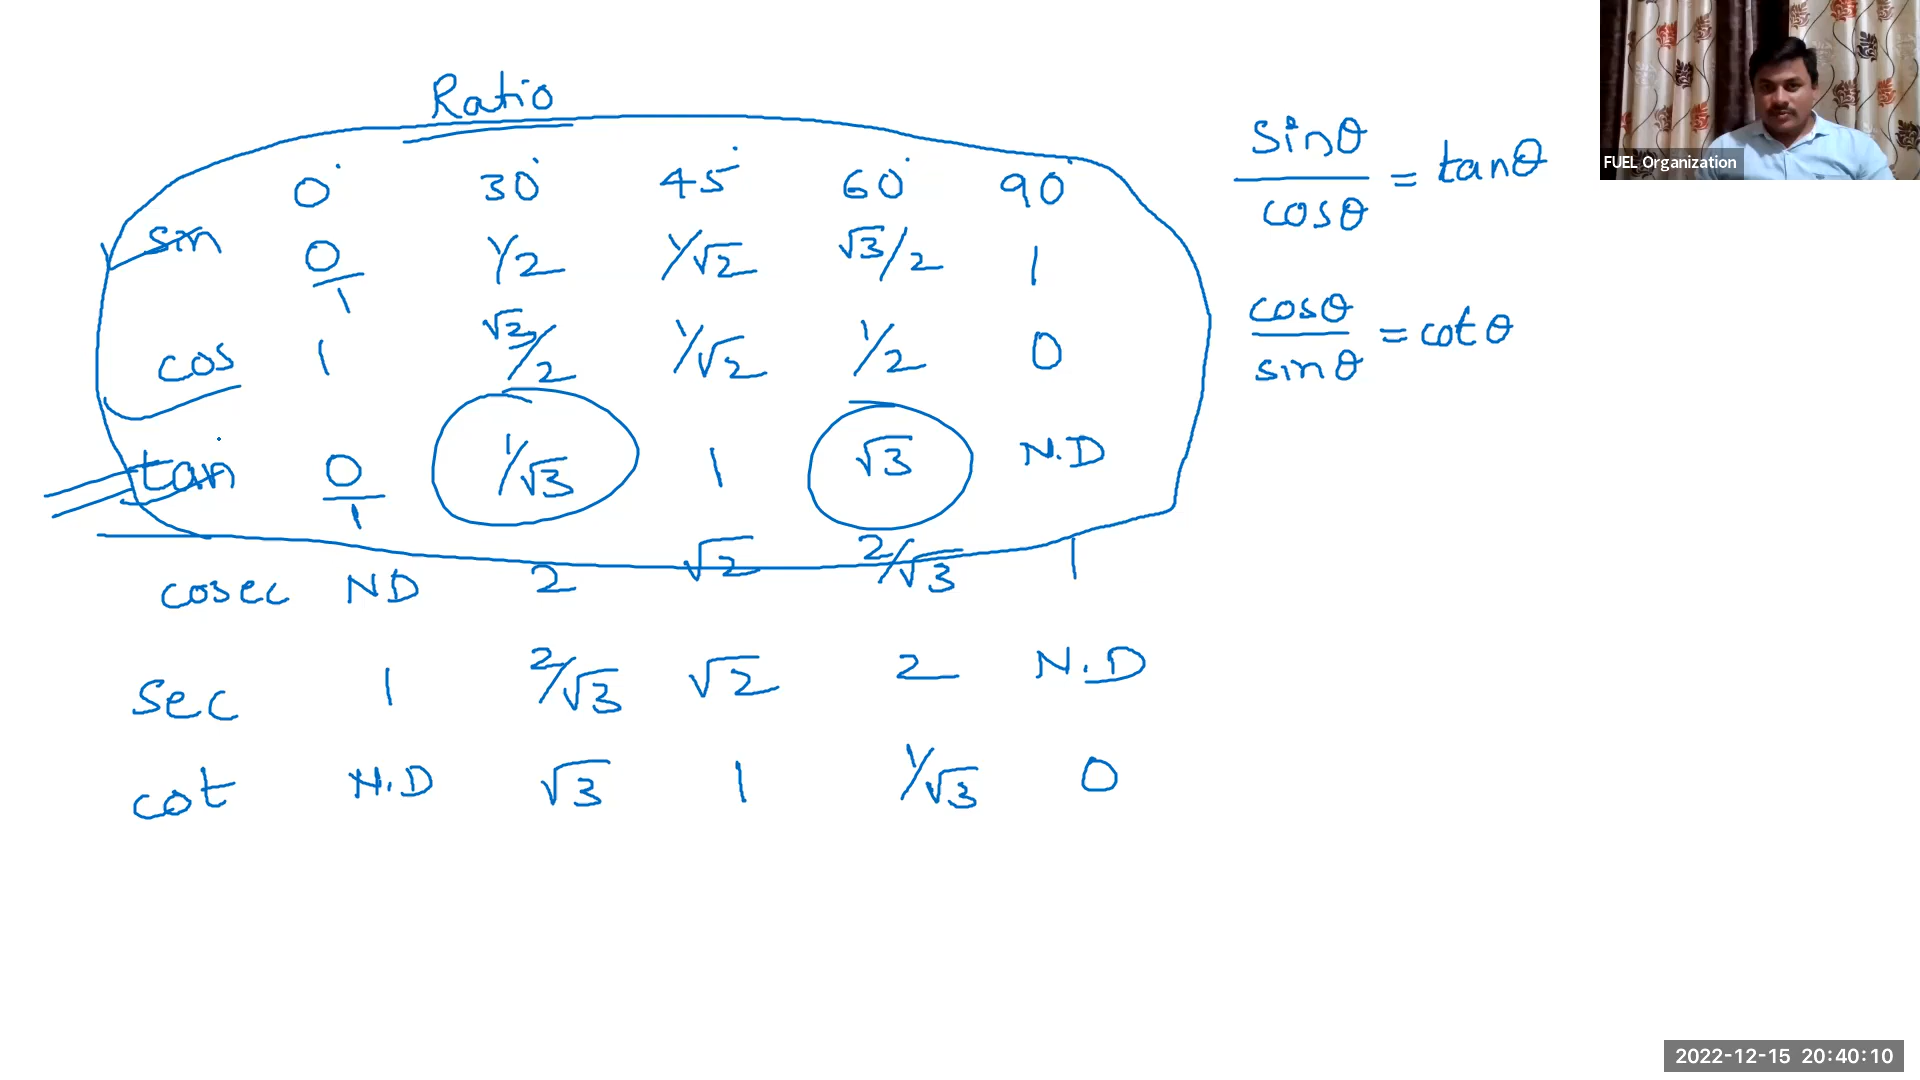 Ratio
0° 30° 45° 60° 90°
sin 0/1 1/2 1/√2 √3/2 1
cos 1 √3/2 1/√2 1/2 0
tan 0/1 1/√3 1 √3 N.D
cosec ND 2 √2 2/√3 1
sec 1 2/√3 √2 2 N.D
cot N.D √3 1 1/√3 0
sinθ/cosθ = tanθ
cosθ/sinθ = cotθ
FUEL Organization
2022-12-15 20:40:10